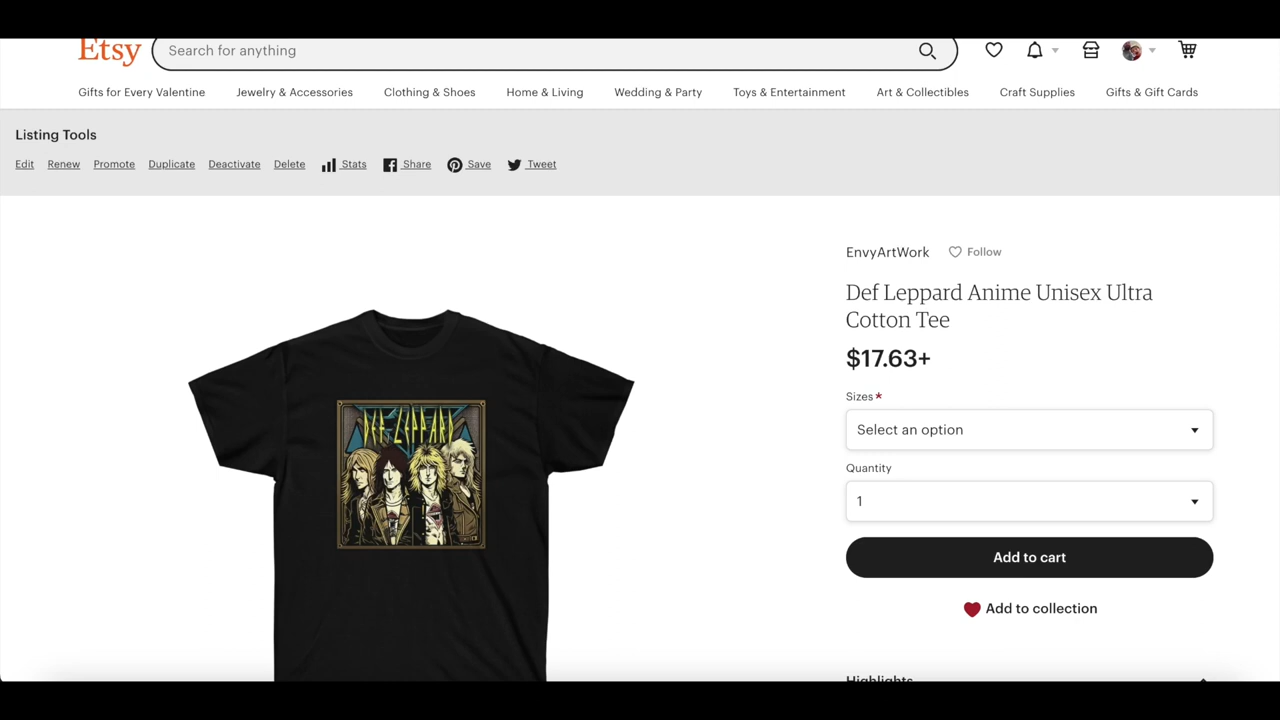 Etsy
Search for anything
Gifts for Every Valentine
Jewelry & Accessories
Clothing & Shoes
Home & Living
Wedding & Party
Toys & Entertainment
Art & Collectibles
Craft Supplies
Gifts & Gift Cards
Listing Tools
Edit
Renew
Promote
Duplicate
Deactivate
Delete
Stats
Share
Save
Tweet
EnvyArtWork
Follow
Def Leppard Anime Unisex Ultra
Cotton Tee
$17.63+
Sizes*
Select an option
Quantity
1
Add to cart
Add to collection
Highlights
DEF LEPPARD